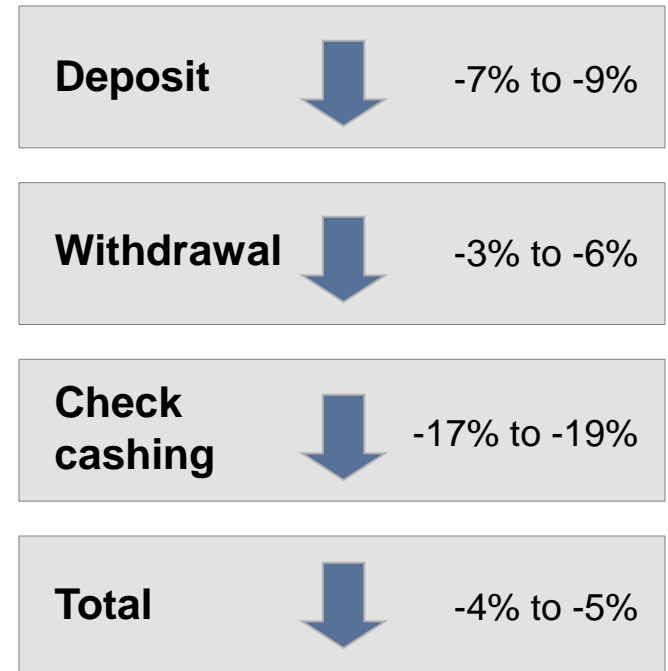 Deposit -7% to -9%
Withdrawal -3% to -6%
Check
cashing -17% to -19%
Total -4% to -5%